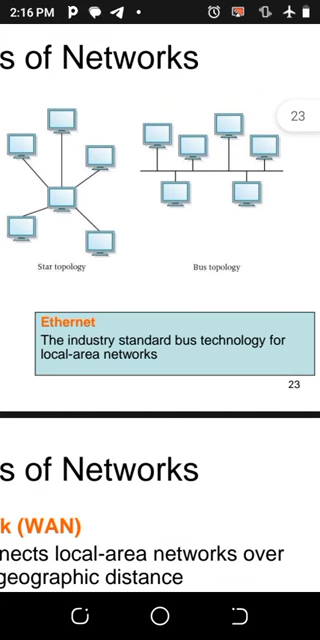 2:16 PM
s of Networks
23
Star topology
Bus topology
Ethernet
The industry standard bus technology for
local-area networks
23
s of Networks
k (WAN)
nects local-area networks over
geographic distance